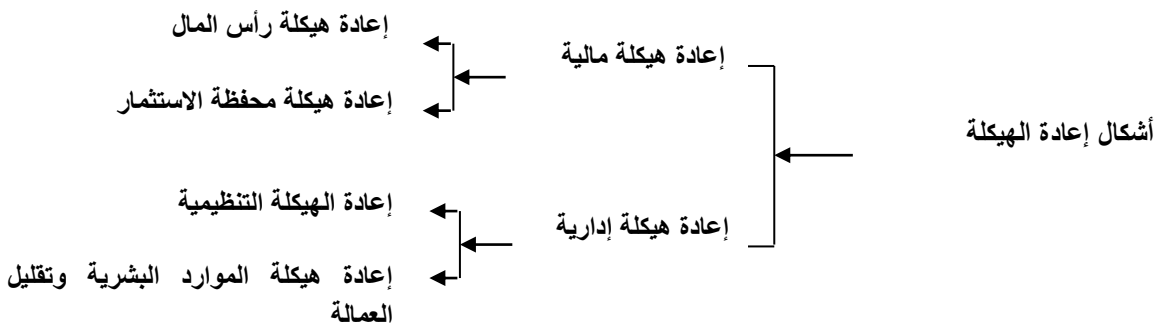 أشكال إعادة الهيكلة
إعادة هيكلة مالية
إعادة هيكلة رأس المال
إعادة هيكلة محفظة الاستثمار
إعادة هيكلة إدارية
إعادة الهيكلة التنظيمية
إعادة هيكلة الموارد البشرية وتقليل
العمالة